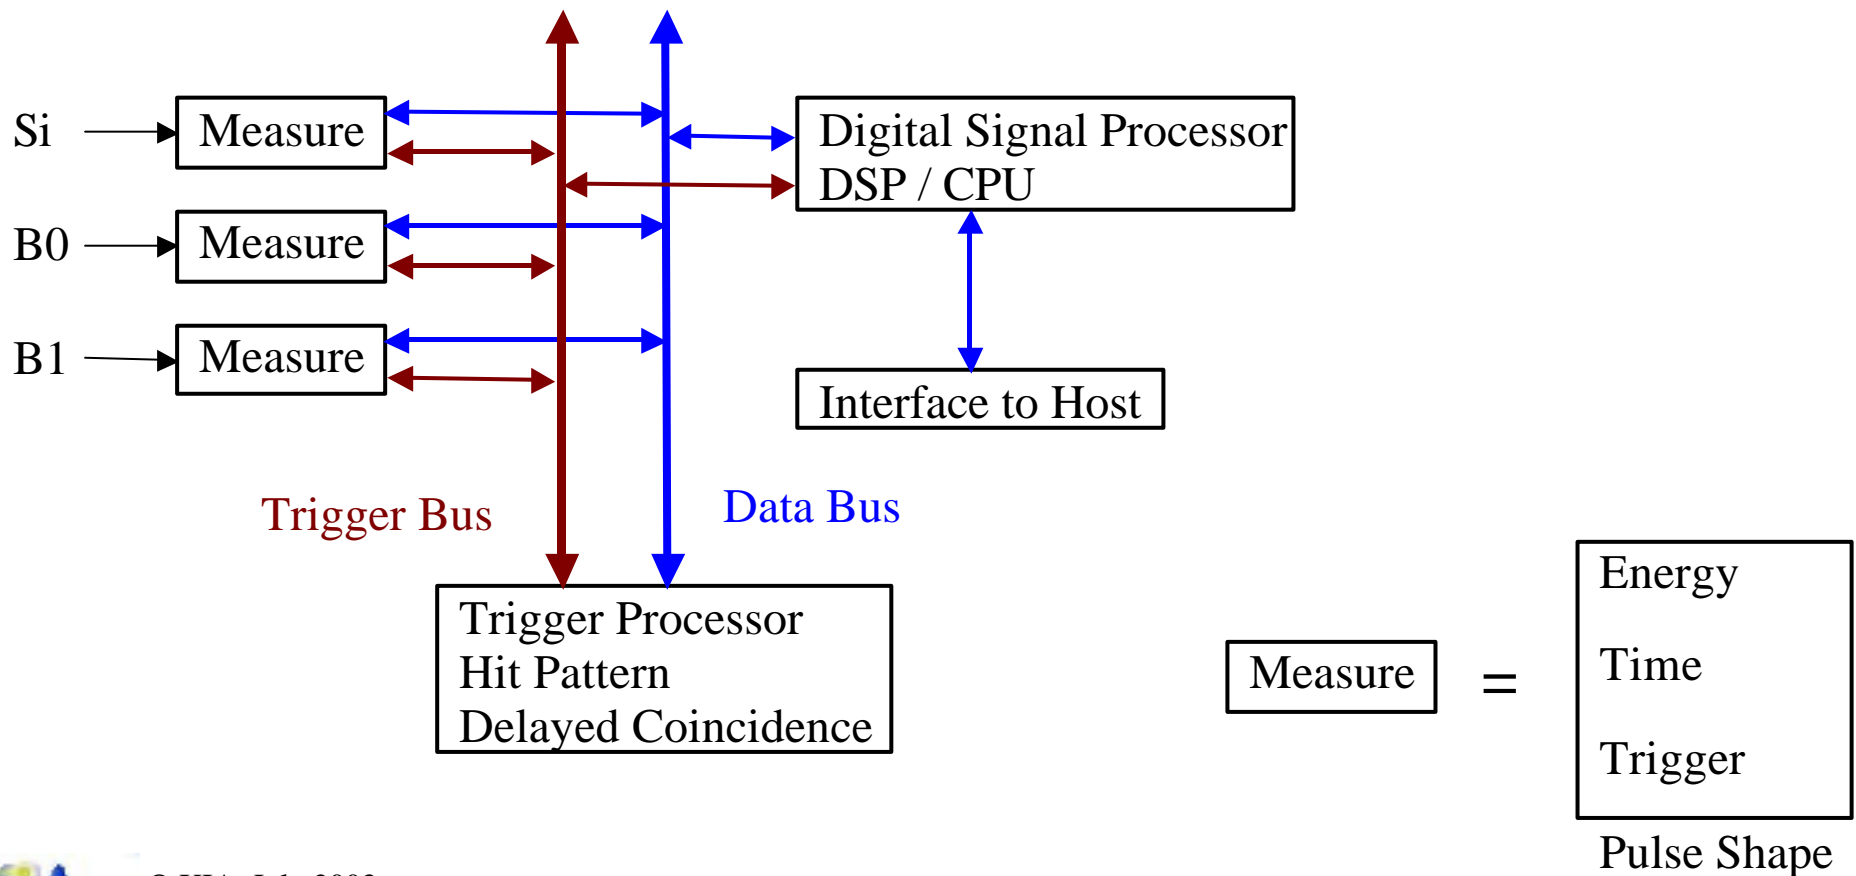 Si
Measure
Digital Signal Processor
DSP / CPU
B0
Measure
B1
Measure
Interface to Host
Trigger Bus
Data Bus
Trigger Processor
Hit Pattern
Delayed Coincidence
Measure
=
Energy
Time
Trigger
Pulse Shape